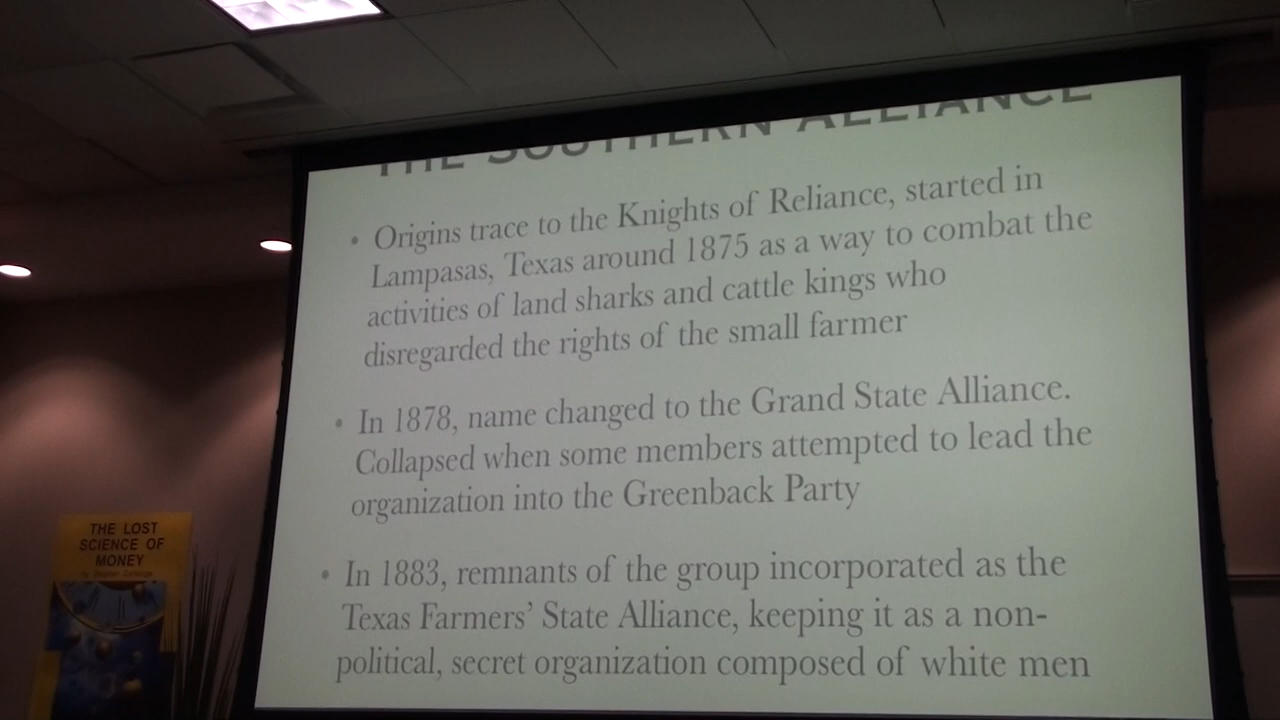 THE SOUTHERN ALLIANCE
• Origins trace to the Knights of Reliance, started in
Lampasas, Texas around 1875 as a way to combat the
activities of land sharks and cattle kings who
disregarded the rights of the small farmer
• In 1878, name changed to the Grand State Alliance.
Collapsed when some members attempted to lead the
organization into the Greenback Party
• In 1883, remnants of the group incorporated as the
Texas Farmers' State Alliance, keeping it as a non-
political, secret organization composed of white men
THE LOST
SCIENCE OF
MONEY